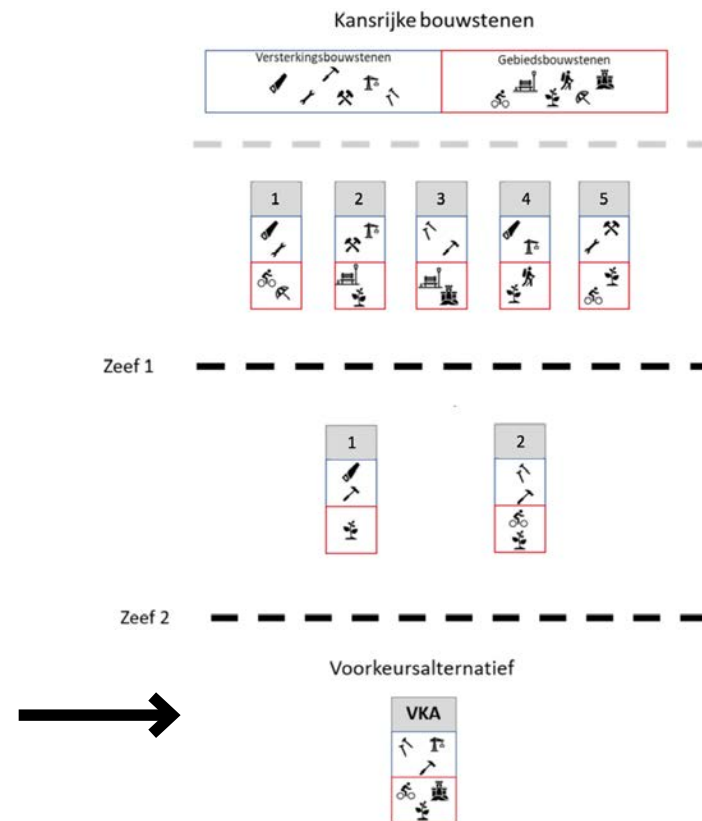 Kansrijke bouwstenen
Versterkingsbouwstenen
Gebiedsbouwstenen
1 2 3 4 5
Zeef 1
1 2
Zeef 2
Voorkeursalternatief
VKA